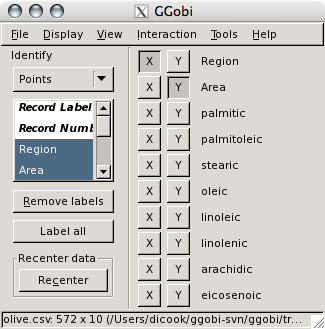 GGobi
File Display View Interaction Tools Help
Identify
Points
Record Label
Record Numb
Region
Area
Remove labels
Label all
Recenter data
Recenter
X Y Region
X Y Area
X Y palmitic
X Y palmitoleic
X Y stearic
X Y oleic
X Y linoleic
X Y linolenic
X Y arachidic
X Y eicosenoic
olive.csv: 572 x 10 (/Users/dicook/ggobi-svn/ggobi/tr...